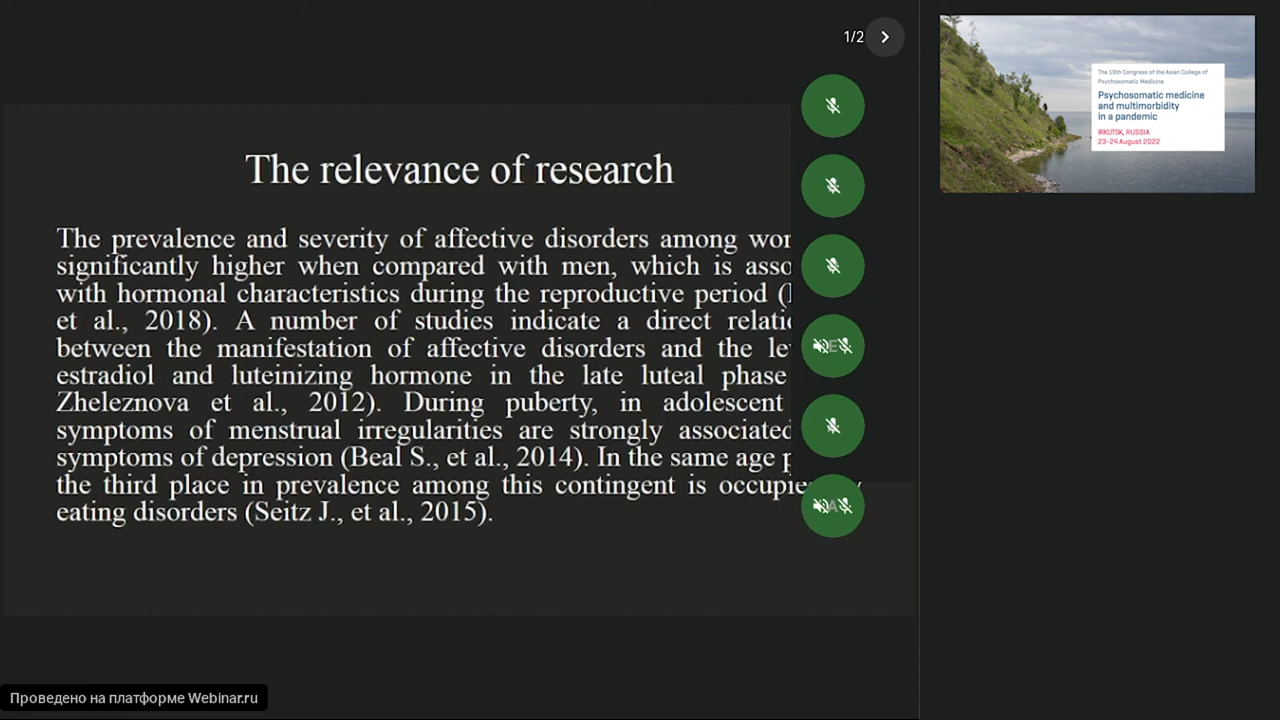 1/2
The relevance of research
The prevalence and severity of affective disorders among
significantly higher when compared with men, which is
with hormonal characteristics during the reproductive period
et al., 2018). A number of studies indicate a direct
between the manifestation of affective disorders and the
estradiol and luteinizing hormone in the late luteal phase
Zheleznova et al., 2012). During puberty, in adolescent
symptoms of menstrual irregularities are strongly associated
symptoms of depression (Beal S., et al., 2014). In the same age
the third place in prevalence among this contingent is
eating disorders (Seitz J., et al., 2015).
E
A
The 19th Congress of the Asian College of
Psychosomatic Medicine
Psychosomatic medicine
and multimorbidity
in a pandemic
IRKUTSK, RUSSIA
23-24 August 2022
Проведено на платформе Webinar.ru